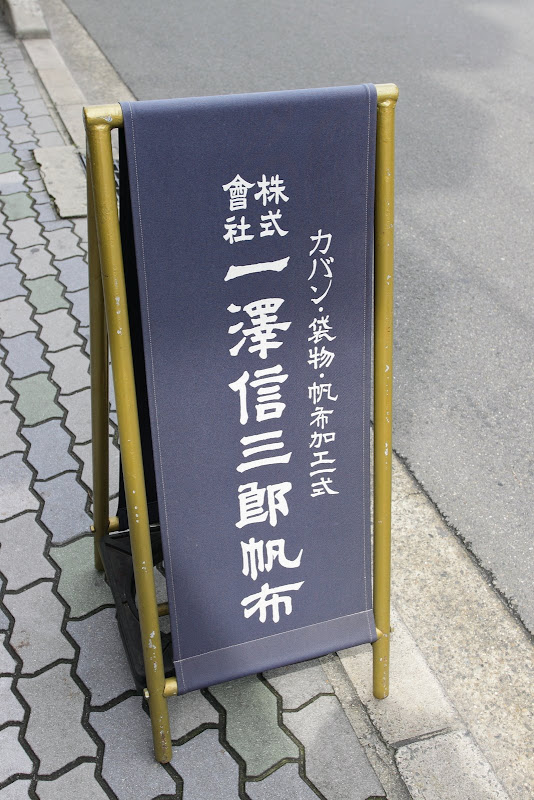 カバン・袋物・帆布加工一式
株式
會社
一澤信三郎帆布